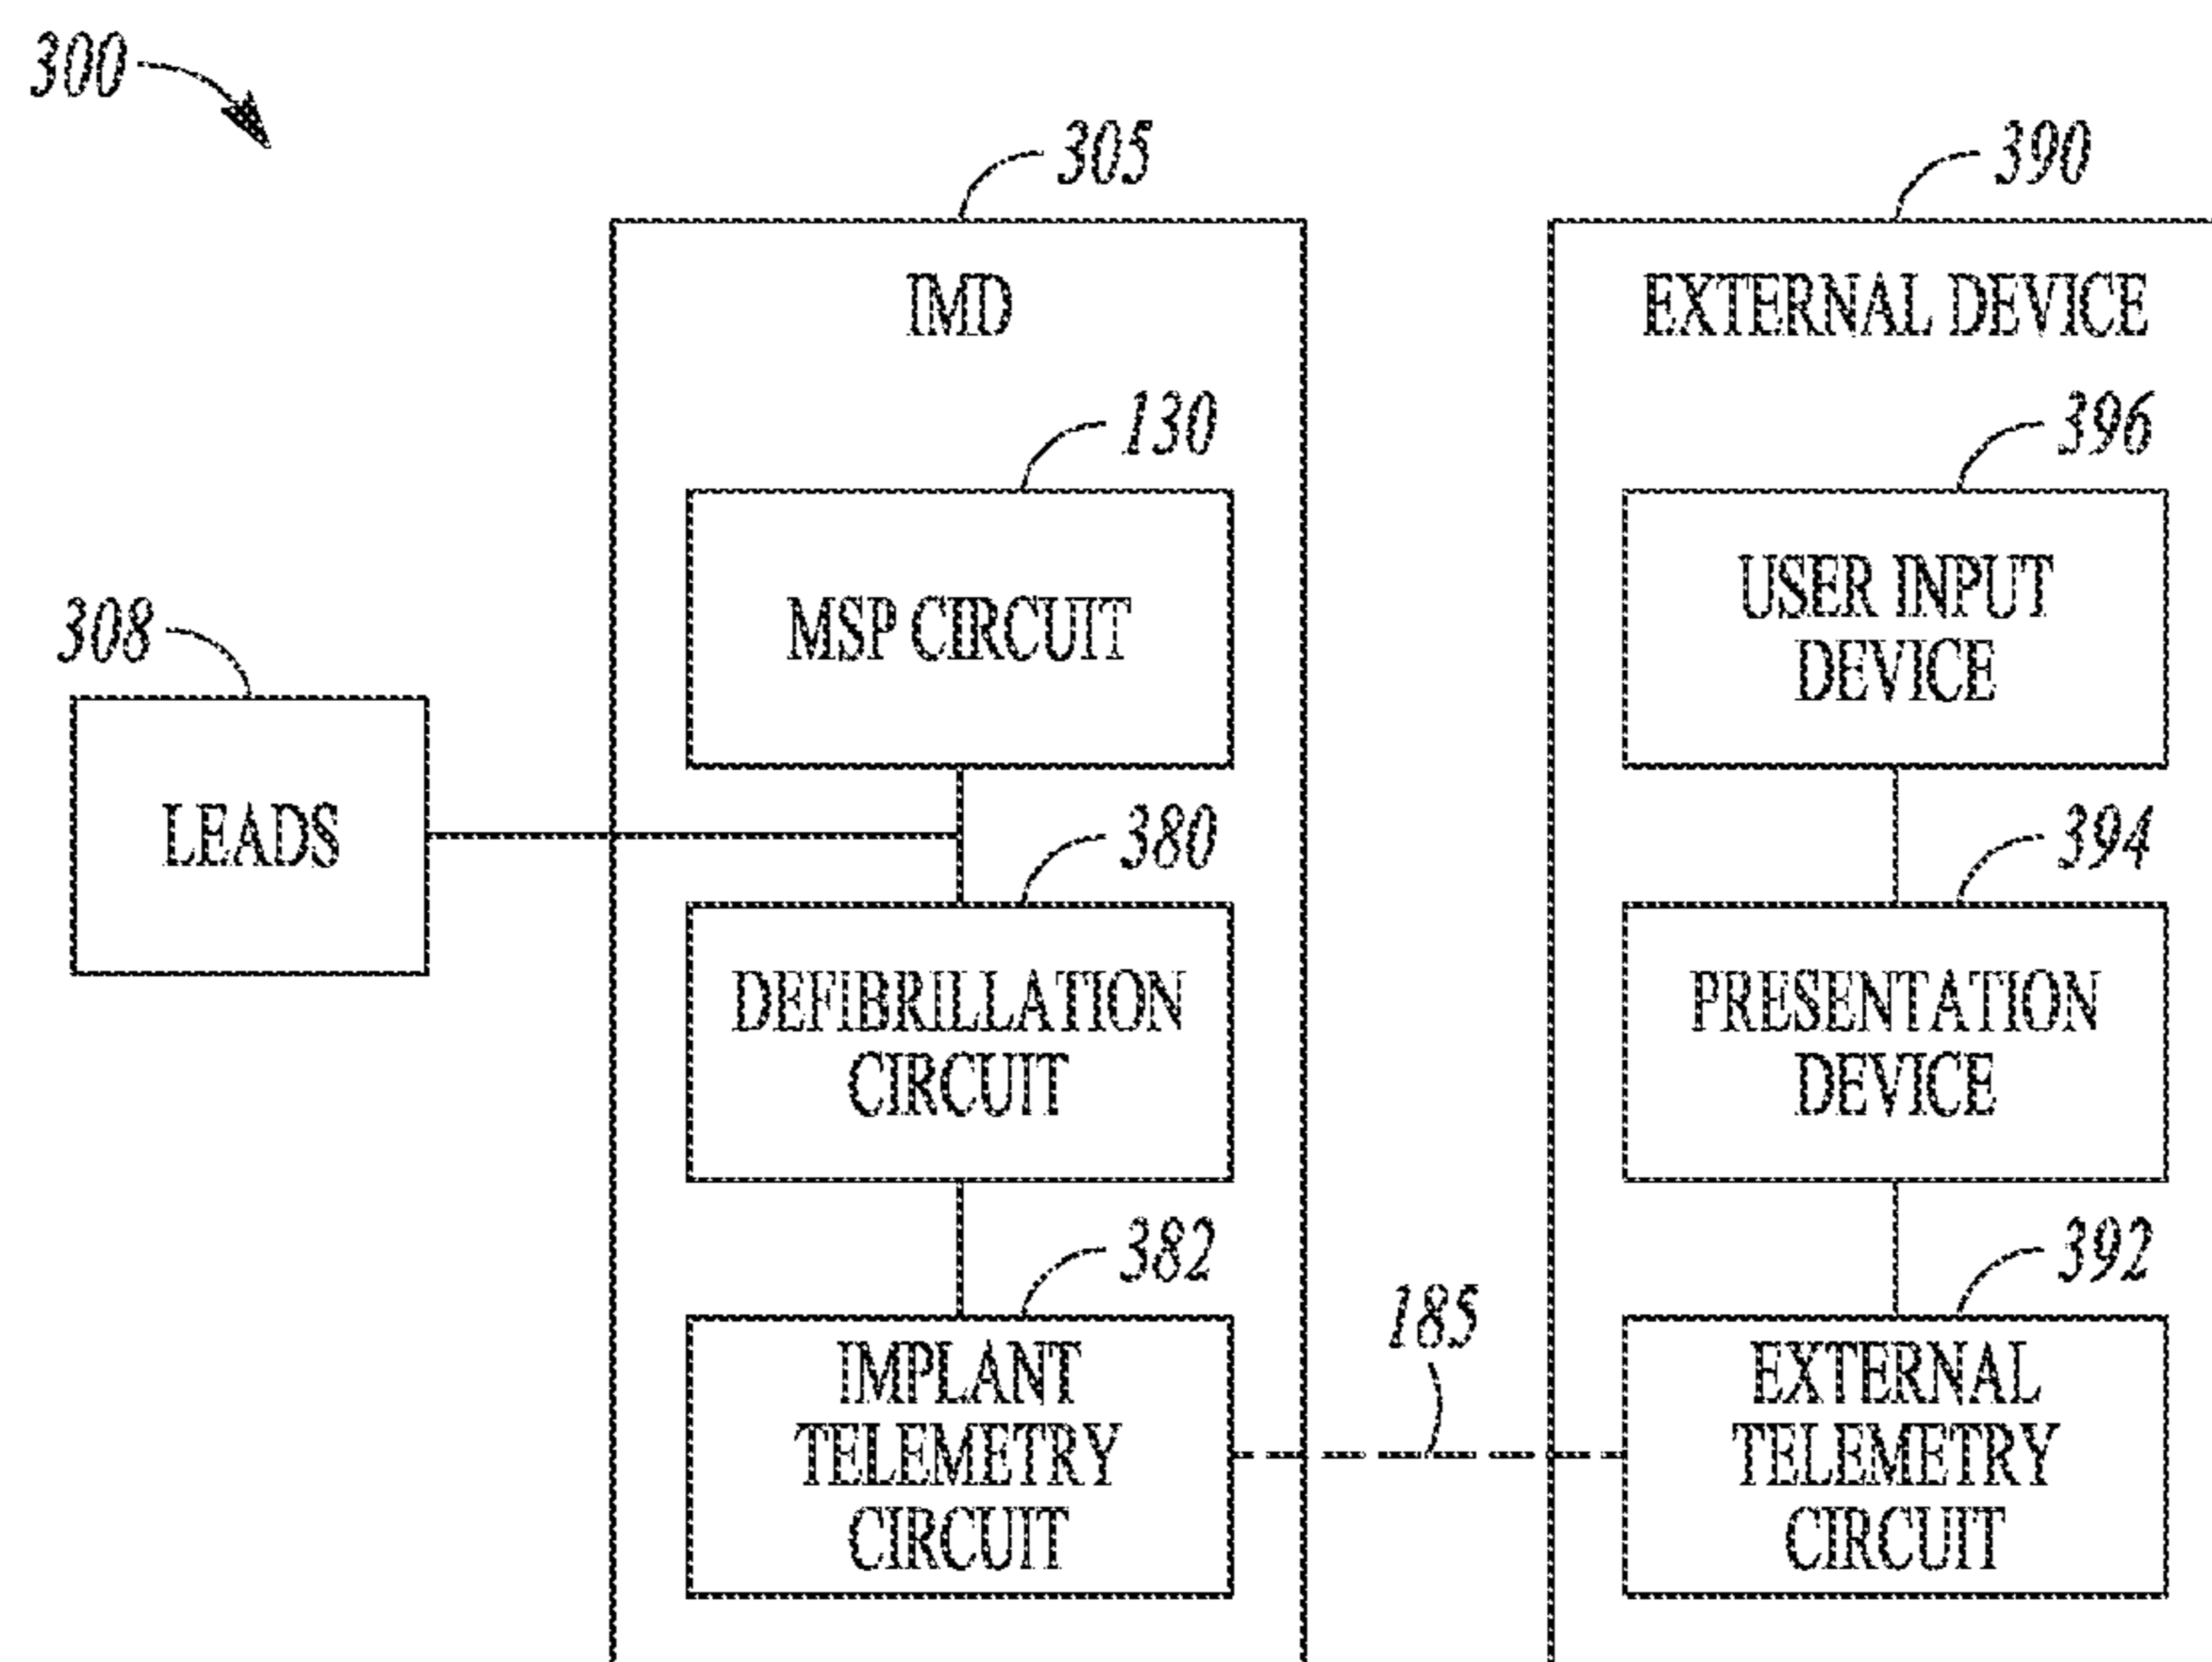 300
305
390
IMD
EXTERNAL DEVICE
130
396
MSP CIRCUIT
USER INPUT
DEVICE
308
LEADS
380
394
DEFIBRILLATION
CIRCUIT
PRESENTATION
DEVICE
382
185
392
IMPLANT
TELEMETRY
CIRCUIT
EXTERNAL
TELEMETRY
CIRCUIT